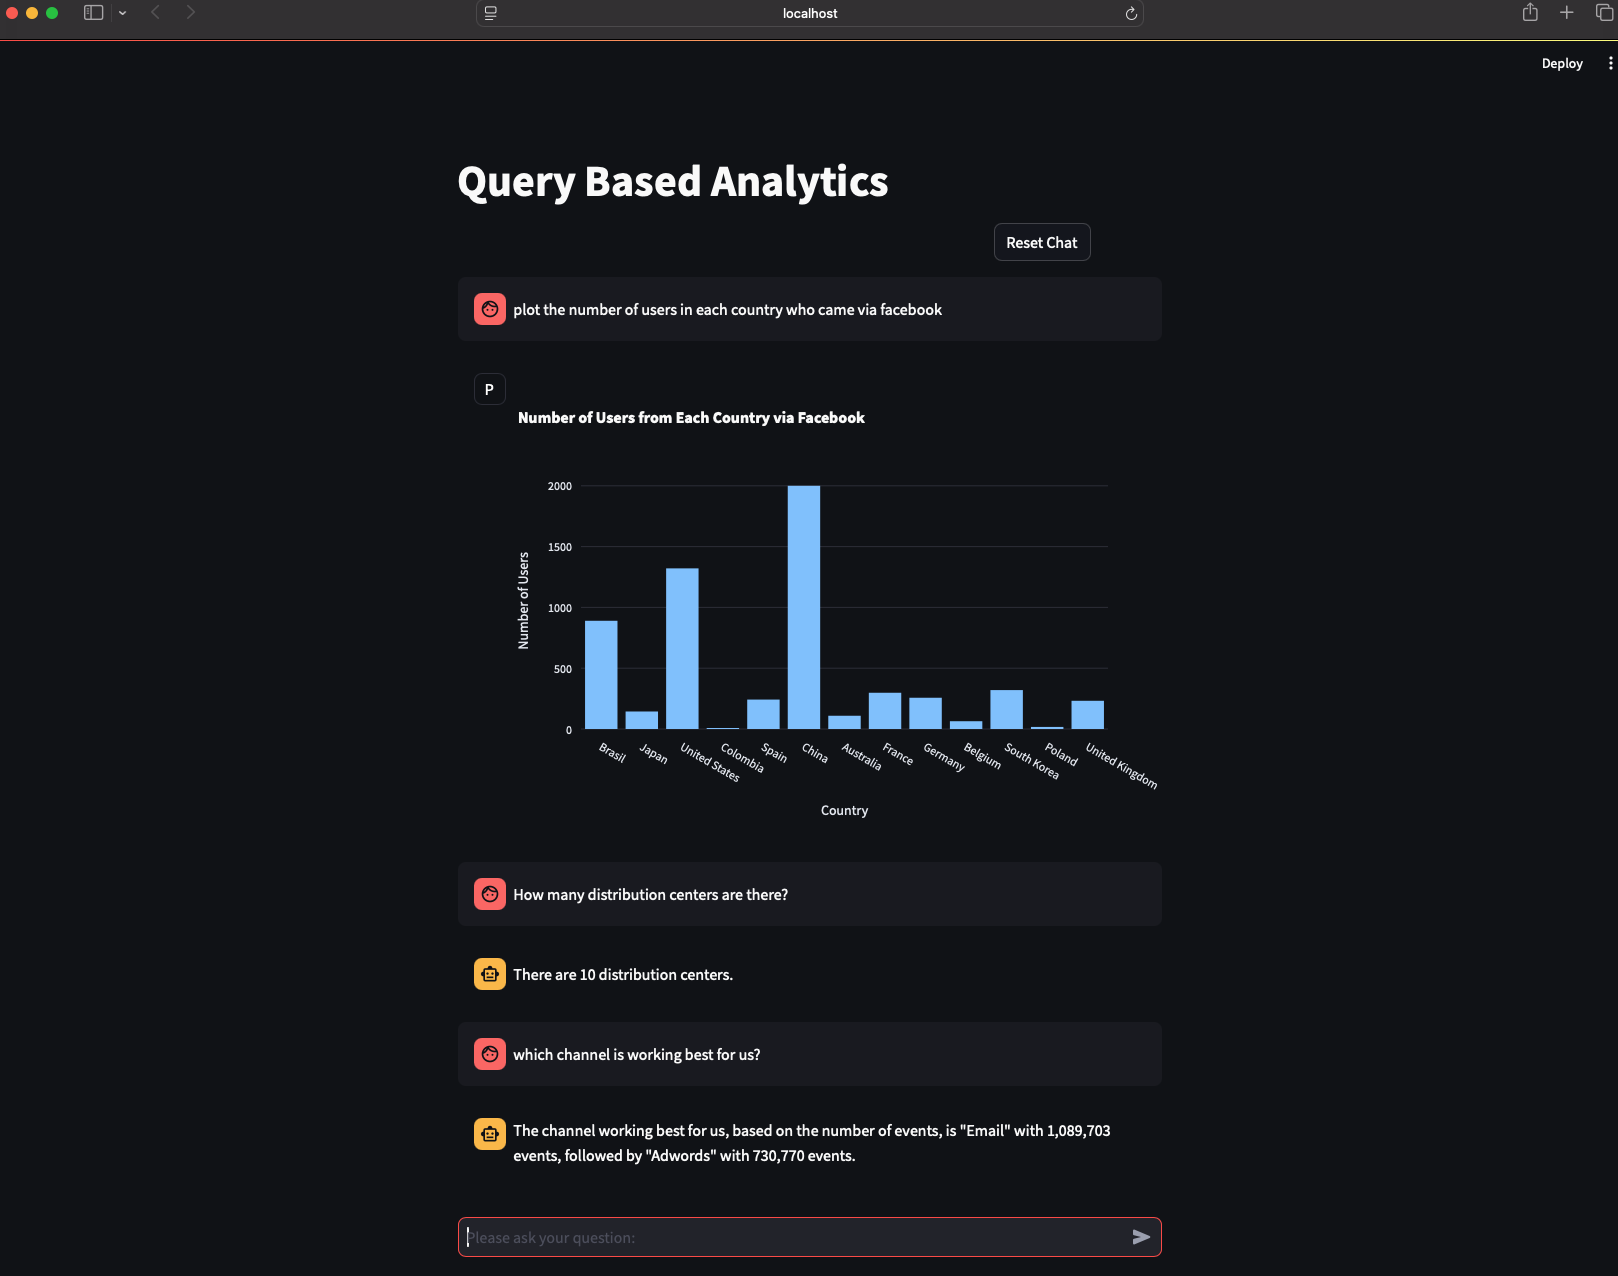 localhost
Deploy
Query Based Analytics
Reset Chat
plot the number of users in each country who came via facebook
P
Number of Users from Each Country via Facebook
2000
1500
1000
500
0
Number of Users
Brasil
Japan
United States
Colombia
Spain
China
Australia
France
Germany
Belgium
South Korea
Poland
United Kingdom
Country
How many distribution centers are there?
There are 10 distribution centers.
which channel is working best for us?
The channel working best for us, based on the number of events, is "Email" with 1,089,703
events, followed by "Adwords" with 730,770 events.
Please ask your question: